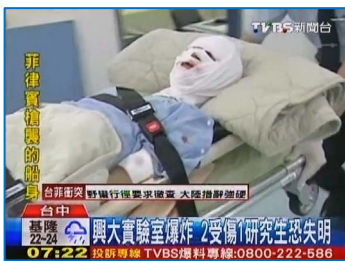 TVBS新聞台
菲律賓槍襲的船身
台菲衝突 野蠻行徑要求徹查 大陸措辭強硬
台中
基隆
22~24
興大實驗室爆炸 2受傷1研究生恐失明
07:22 投訴專線 TVBS爆料專線:0800-222-586